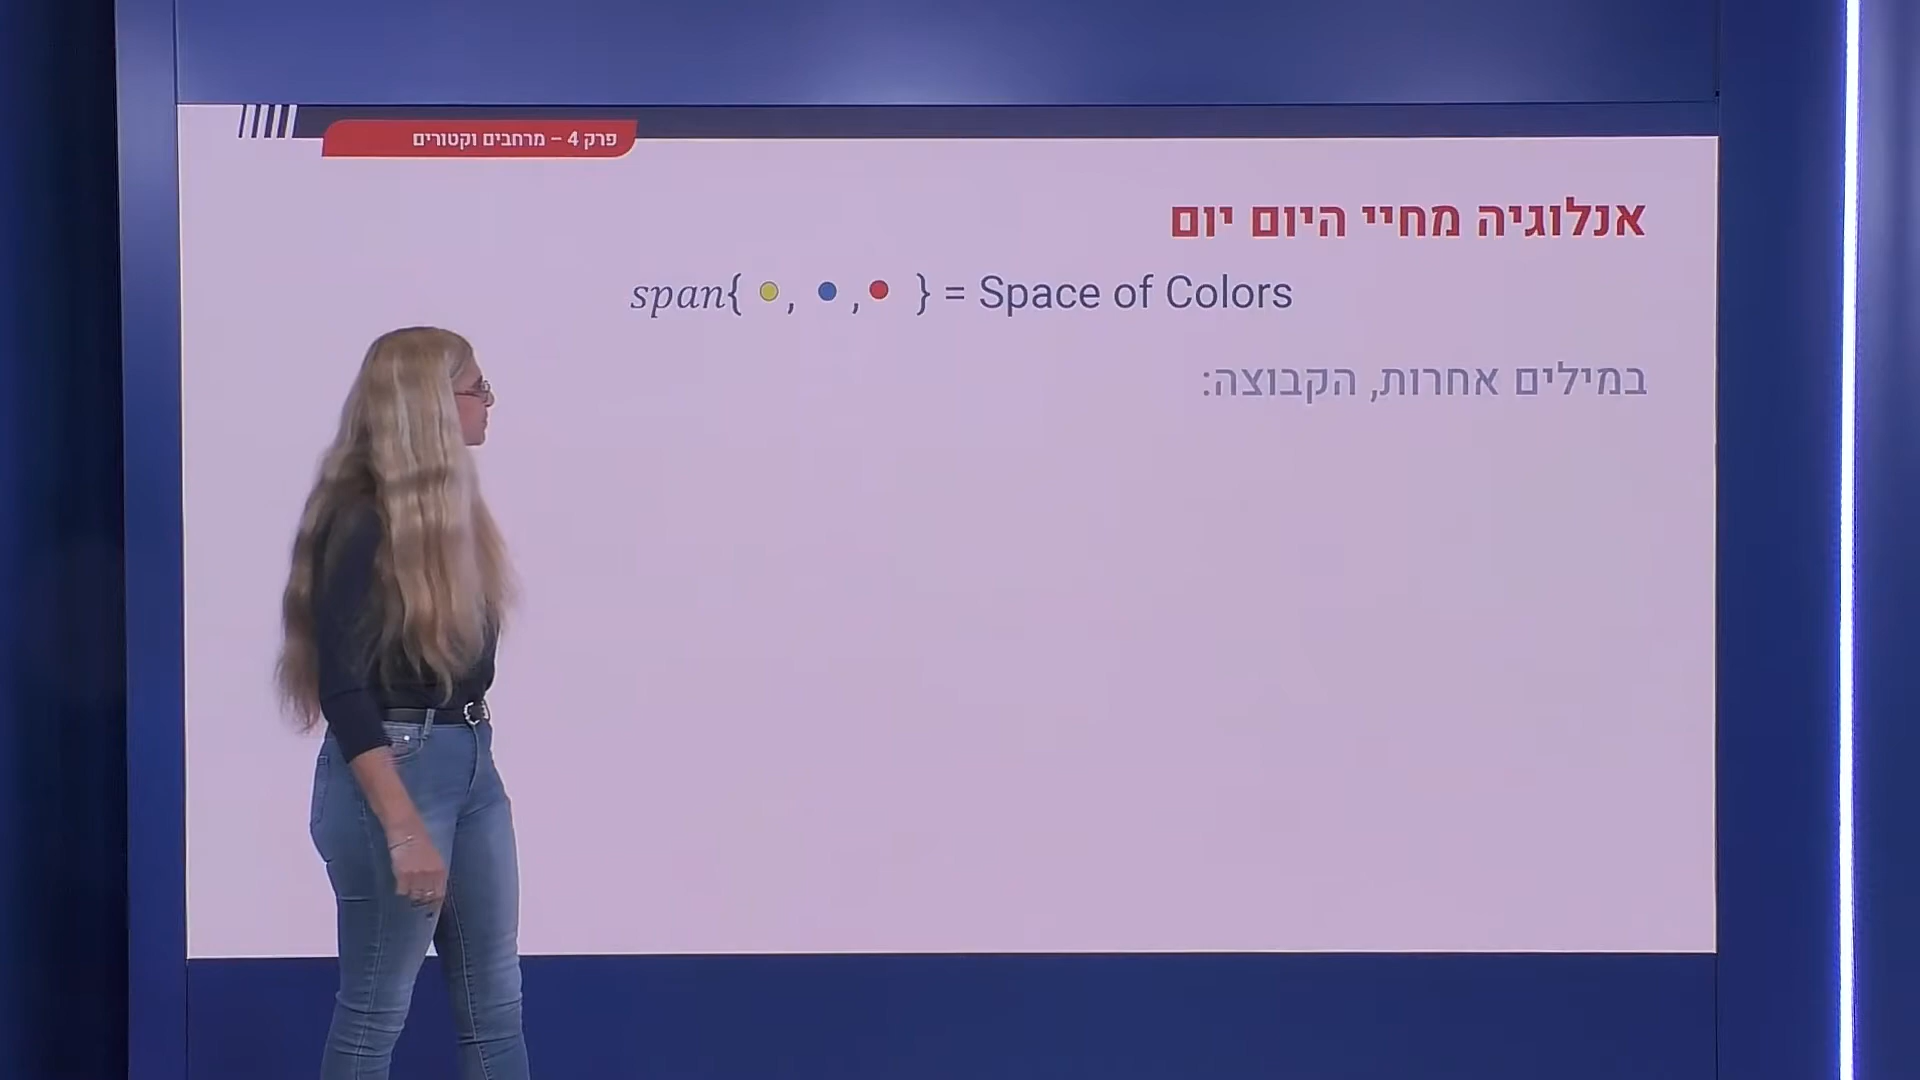 פרק 4 – מרחבים וקטורים
אנלוגיה מחיי היום יום
span{ , , } = Space of Colors
במילים אחרות, הקבוצה: